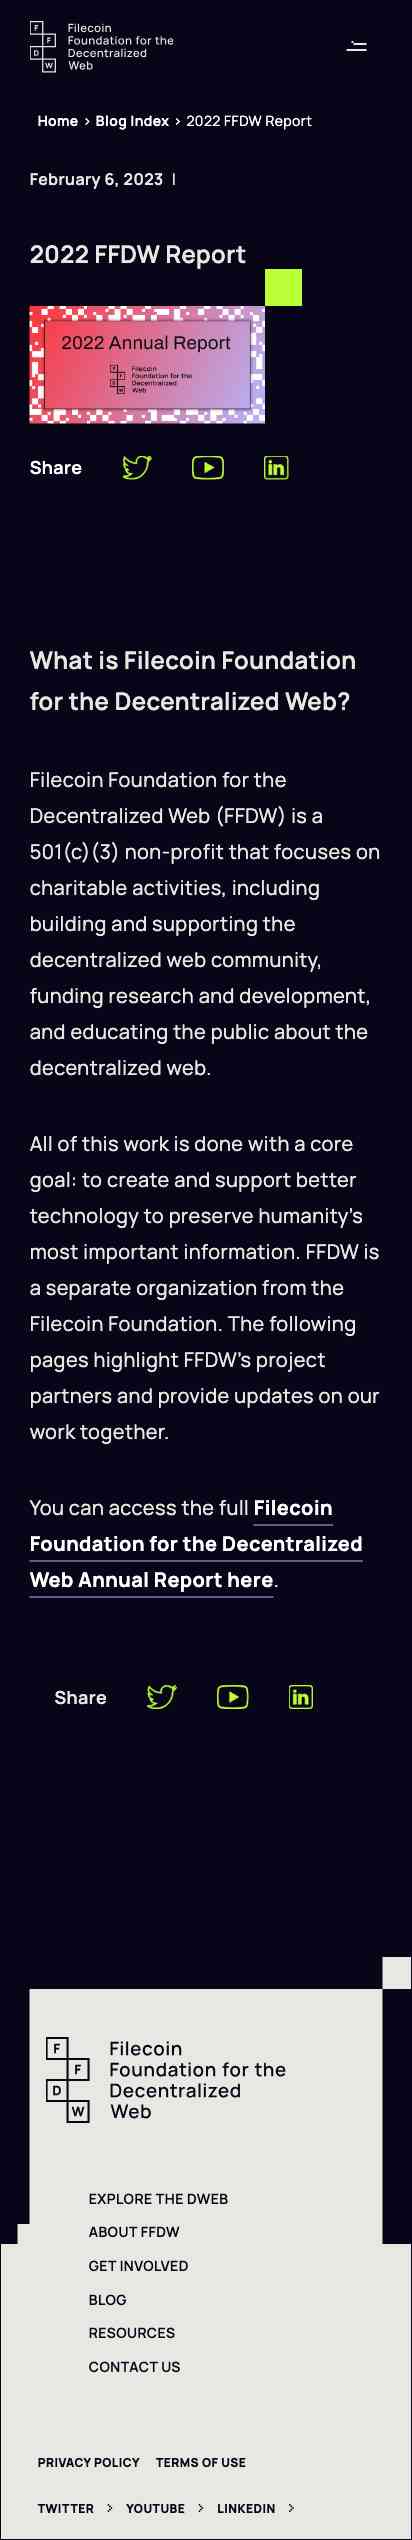 F
F
D
W
Filecoin
Foundation for the
Decentralized
Web
Home > Blog Index > 2022 FFDW Report
February 6, 2023 |
2022 FFDW Report
2022 Annual Report
F
F
D
W
Filecoin
Foundation for the
Decentralized
Web
Share
in
What is Filecoin Foundation
for the Decentralized Web?
Filecoin Foundation for the
Decentralized Web (FFDW) is a
501(c)(3) non-profit that focuses on
charitable activities, including
building and supporting the
decentralized web community,
funding research and development,
and educating the public about the
decentralized web.
All of this work is done with a core
goal: to create and support better
technology to preserve humanity's
most important information. FFDW is
a separate organization from the
Filecoin Foundation. The following
pages highlight FFDW's project
partners and provide updates on our
work together.
You can access the full Filecoin
Foundation for the Decentralized
Web Annual Report here.
Share
in
F
F
D
W
Filecoin
Foundation for the
Decentralized
Web
EXPLORE THE DWEB
ABOUT FFDW
GET INVOLVED
BLOG
RESOURCES
CONTACT US
PRIVACY POLICY TERMS OF USE
TWITTER > YOUTUBE > LINKEDIN >